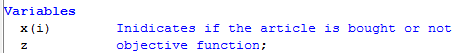 Variables
x(i) Inidicates if the article is bought or not
z objective function;